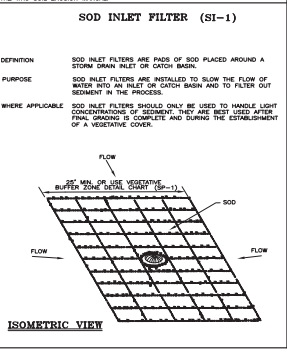 SOD INLET FILTER (SI-1)
DEFINITION
SOD INLET FILTERS ARE PADS OF SOD PLACED AROUND A
STORM DRAIN INLET OR CATCH BASIN.
PURPOSE
SOD INLET FILTERS ARE INSTALLED TO SLOW THE FLOW OF
WATER INTO AN INLET OR CATCH BASIN AND TO FILTER OUT
SEDIMENT IN THE PROCESS.
WHERE APPLICABLE
SOD INLET FILTERS SHOULD ONLY BE USED TO HANDLE LIGHT
CONCENTRATIONS OF SEDIMENT. THEY ARE BEST USED AFTER
FINAL GRADING IS COMPLETE AND DURING THE ESTABLISHMENT
OF A VEGETATIVE COVER.
FLOW
25" MIN. OR USE VEGETATIVE
BUFFER ZONE DETAIL CHART (SP-1)
SOD
FLOW
FLOW
ISOMETRIC VIEW